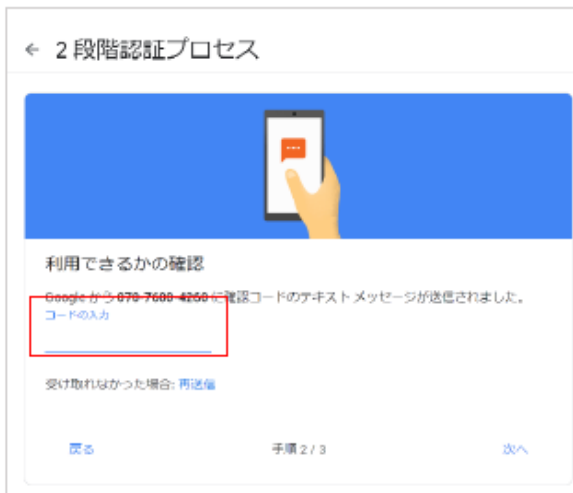 ← 2 段階認証プロセス
利用できるかの確認
Google から 070-7600-4260 に確認コードのテキスト メッセージが送信されました。
コードの入力
受け取れなかった場合: 再送信
戻る 手順 2 / 3 次へ